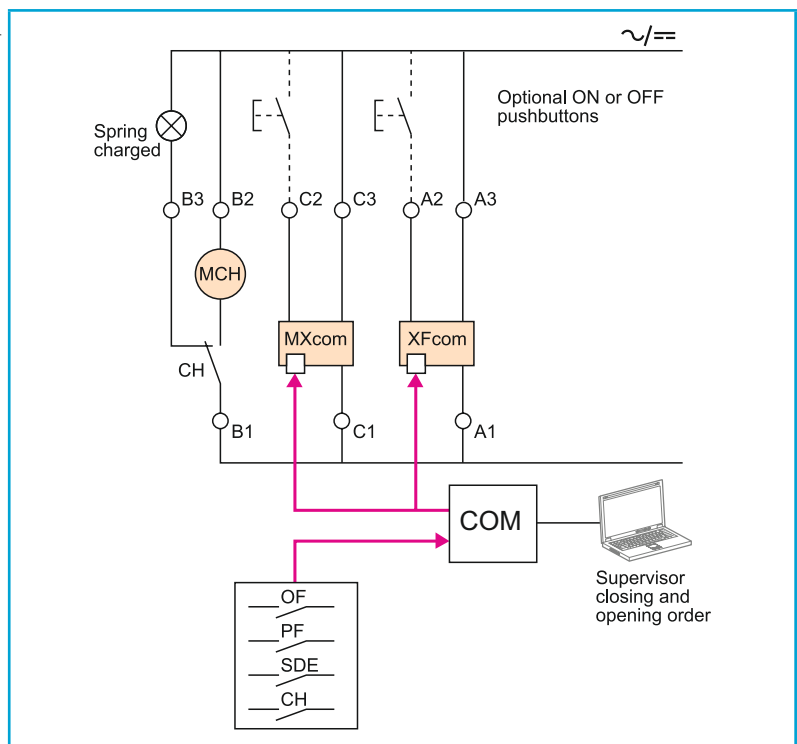 ~/⎓
Optional ON or OFF
pushbuttons
Spring
charged
B3
B2
C2
C3
A2
A3
MCH
MXcom
XFcom
CH
B1
C1
A1
COM
Supervisor
closing and
opening order
OF
PF
SDE
CH